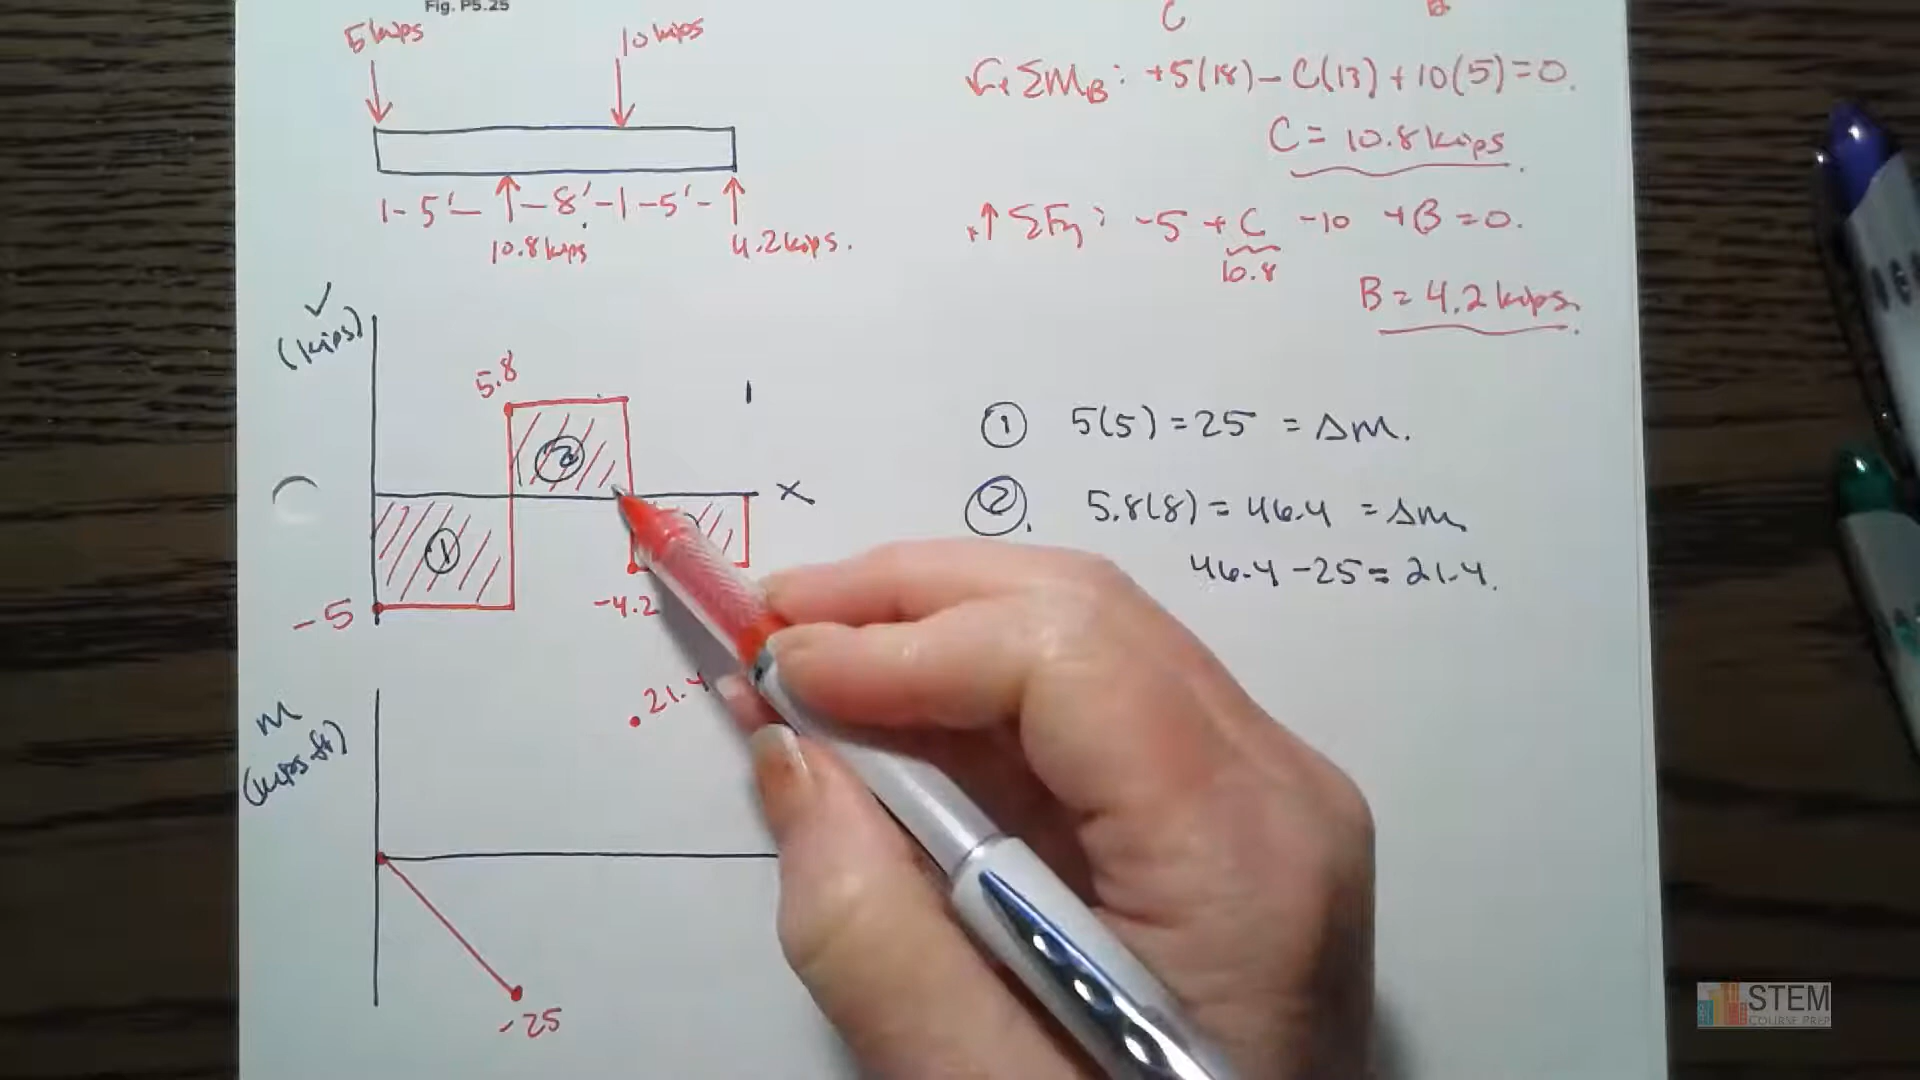 Fig. P5.25
5 kips
10 kips
1-5'- -8'-1-5'-
10.8 kips
4.2 kips.
C
B
↶+ ΣM_B: +5(18) - C(13) + 10(5) = 0.
C = 10.8 kips
+↑ ΣFy: -5 + C -10 + B = 0.
10.8
B = 4.2 kips.
V
(kips)
5.8
②
①
x
-5
-4.2
① 5(5) = 25 = Δm.
②. 5.8(8) = 46.4 = Δm
46.4 - 25 = 21.4.
m
(kips-ft)
21.4
-25
STEM
COURSE PREP